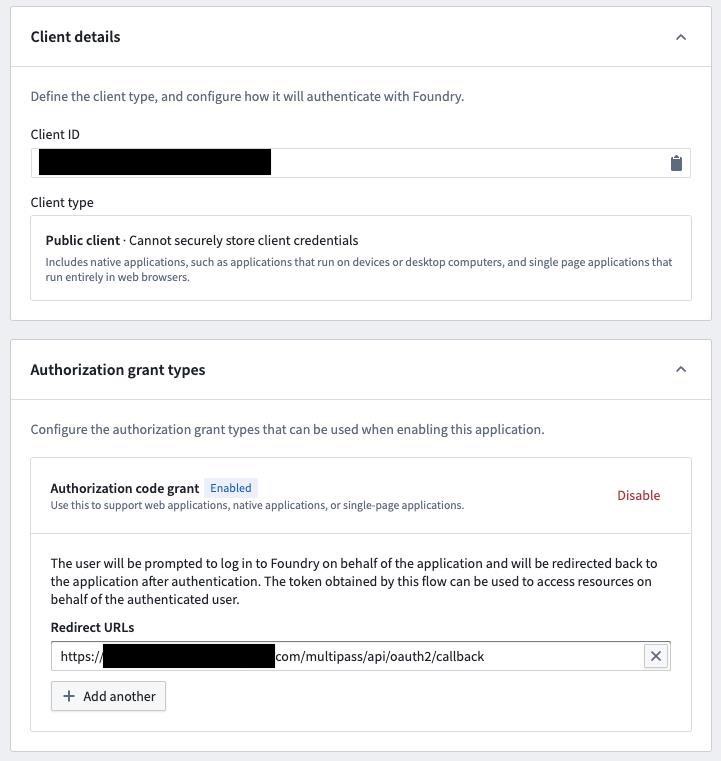 Client details
Define the client type, and configure how it will authenticate with Foundry.
Client ID
Client type
Public client · Cannot securely store client credentials
Includes native applications, such as applications that run on devices or desktop computers, and single page applications that
run entirely in web browsers.
Authorization grant types
Configure the authorization grant types that can be used when enabling this application.
Authorization code grant Enabled
Use this to support web applications, native applications, or single-page applications.
Disable
The user will be prompted to log in to Foundry on behalf of the application and will be redirected back to
the application after authentication. The token obtained by this flow can be used to access resources on
behalf of the authenticated user.
Redirect URLs
https:// com/multipass/api/oauth2/callback
Add another